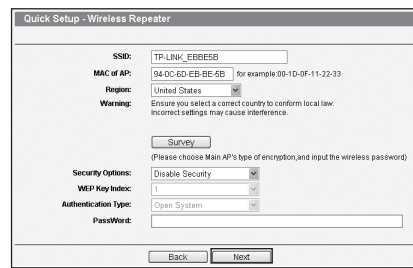 Quick Setup - Wireless Repeater
SSID: TP-LINK_EBBE5B
MAC of AP: 94-0C-6D-EB-BE-5B for example:00-1D-0F-11-22-33
Region: United States
Warning: Ensure you select a correct country to conform local law.
Incorrect settings may cause interference.
Survey
(Please choose Main AP's type of encryption,and input the wireless password)
Security Options: Disable Security
WEP Key Index: 1
Authentication Type: Open System
PassWord:
Back Next